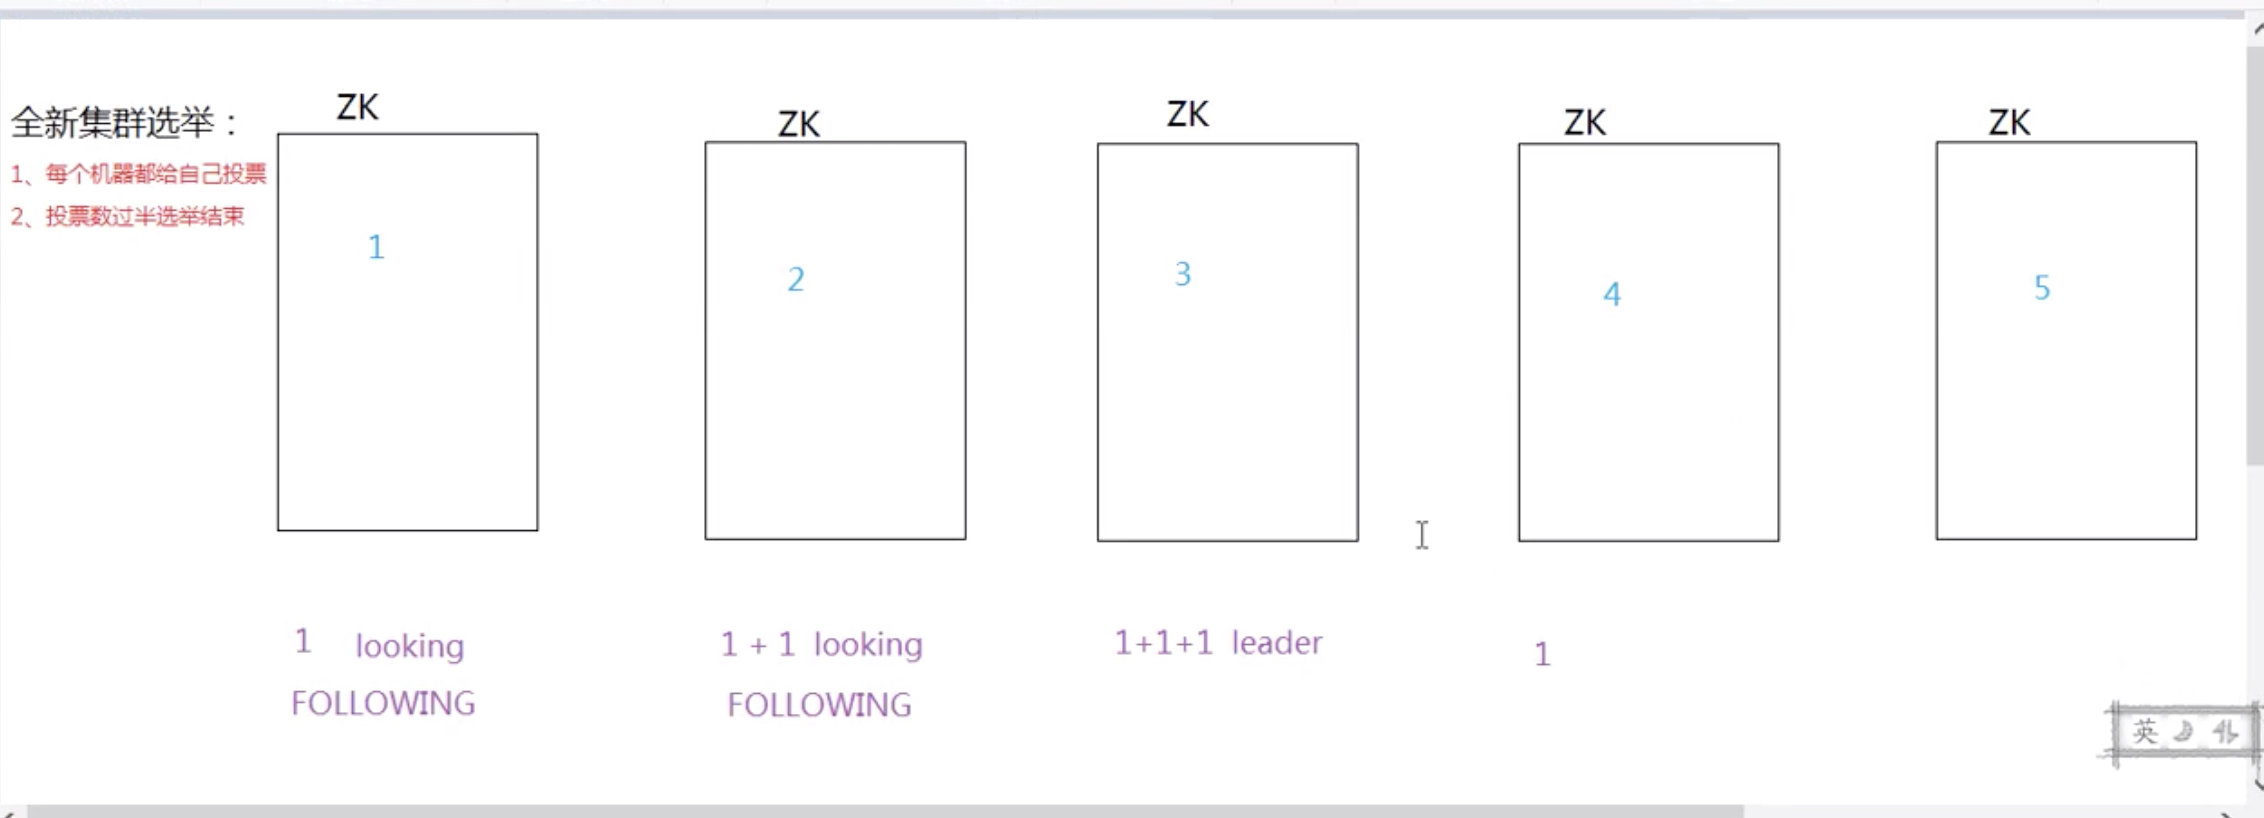 全新集群选举：
1、每个机器都给自己投票
2、投票数过半选举结束
ZK
1
1 looking
FOLLOWING
ZK
2
1 + 1 looking
FOLLOWING
ZK
3
1+1+1 leader
ZK
4
1
ZK
5
英